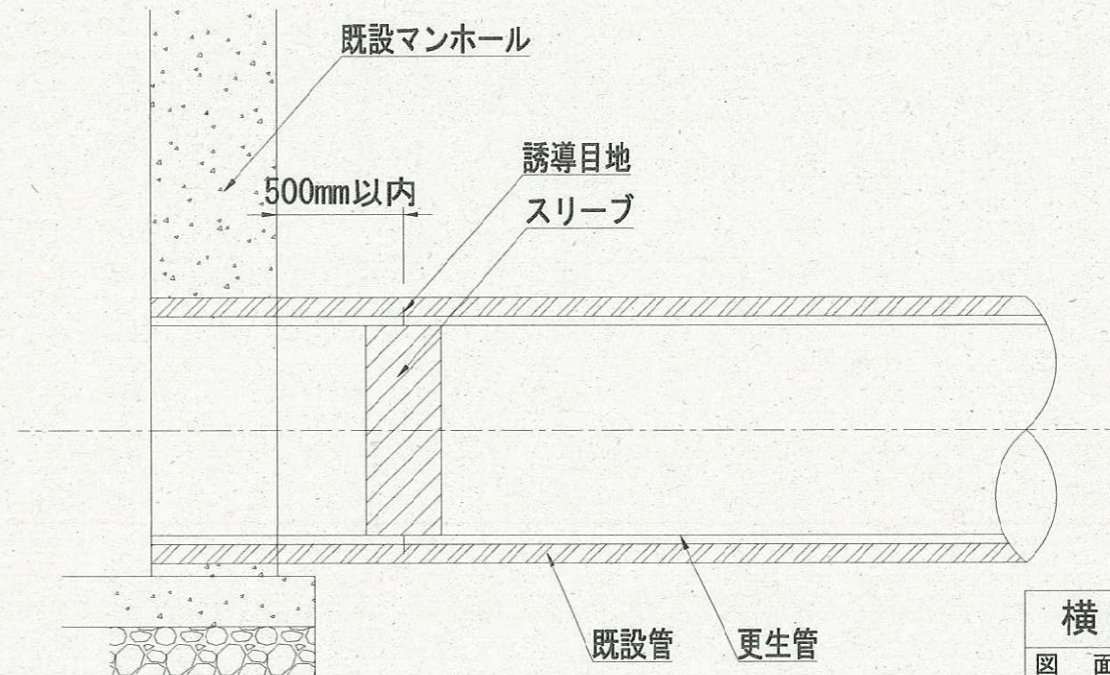 既設マンホール
誘導目地
500mm以内
スリーブ
既設管
更生管
横
図 面